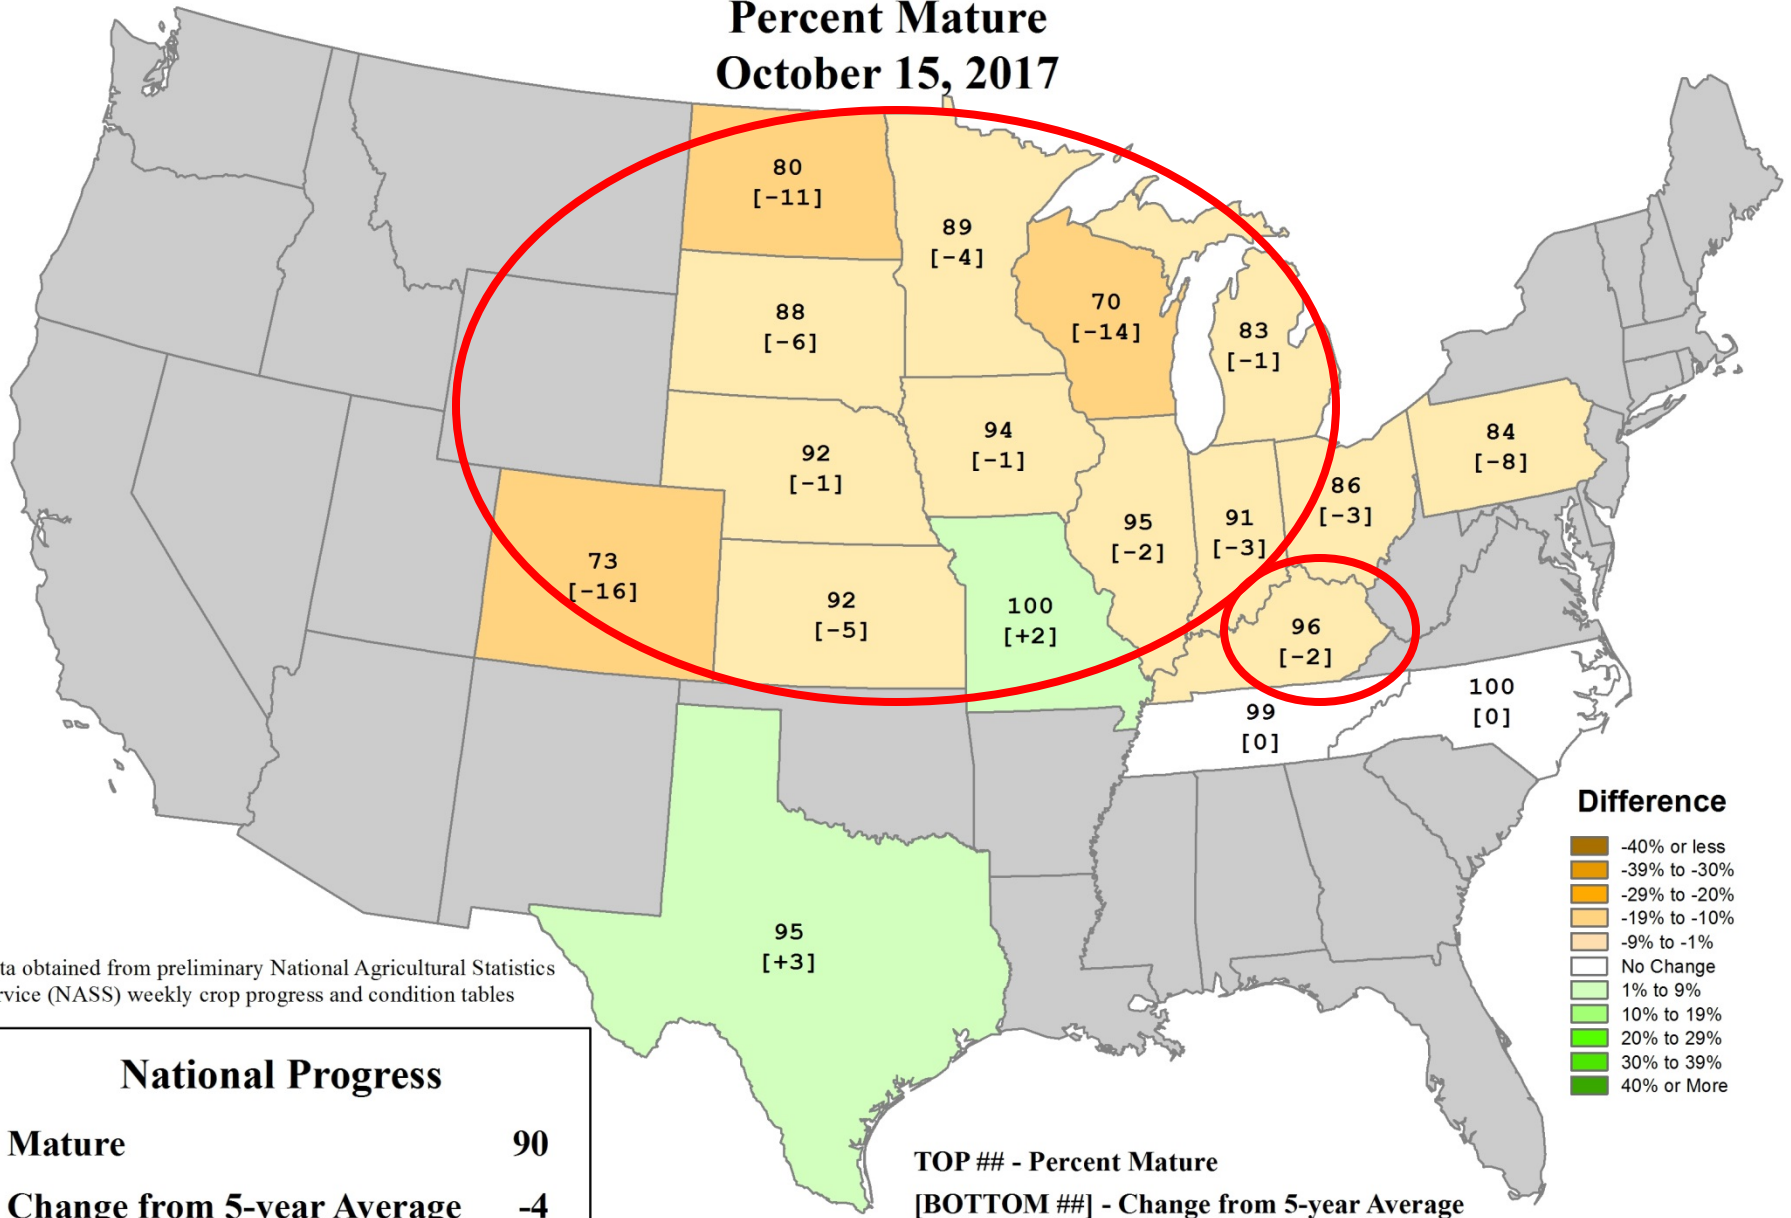 Percent Mature
October 15, 2017
80
[-11]
89
[-4]
88
[-6]
70
[-14]
83
[-1]
92
[-1]
94
[-1]
84
[-8]
86
[-3]
95
[-2]
91
[-3]
73
[-16]
92
[-5]
100
[+2]
96
[-2]
99
[0]
100
[0]
95
[+3]
Difference
-40% or less
-39% to -30%
-29% to -20%
-19% to -10%
-9% to -1%
No Change
1% to 9%
10% to 19%
20% to 29%
30% to 39%
40% or More
ta obtained from preliminary National Agricultural Statistics
rvice (NASS) weekly crop progress and condition tables
National Progress
Mature 90
Change from 5-year Average -4
TOP ## - Percent Mature
[BOTTOM ##] - Change from 5-year Average